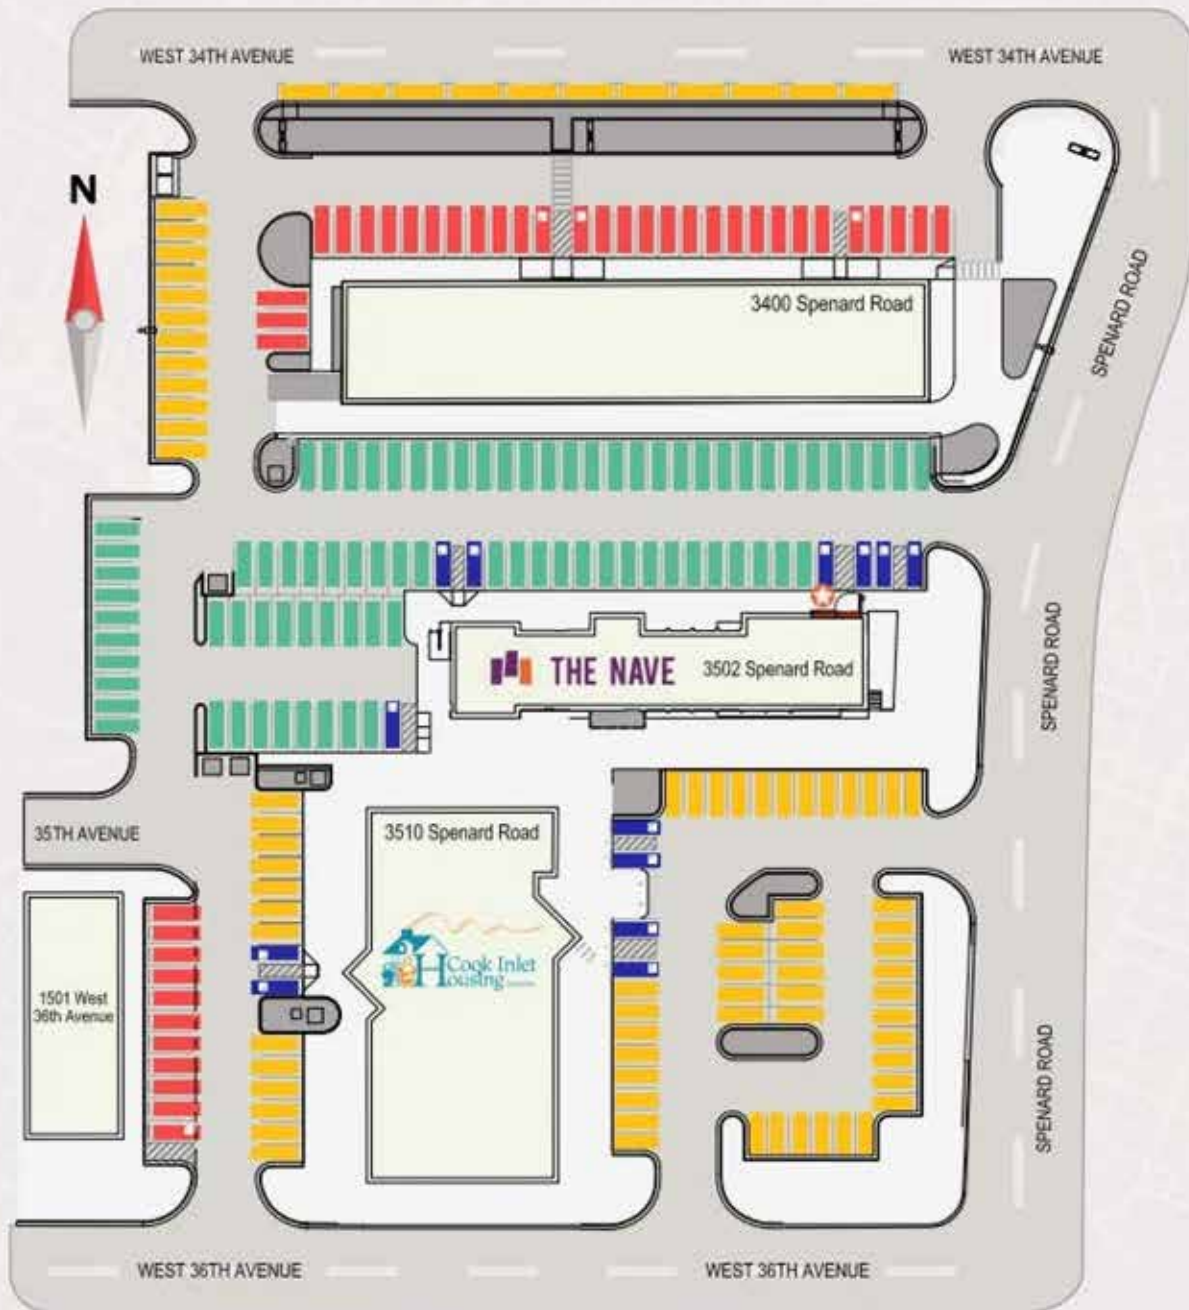 WEST 34TH AVENUE
WEST 34TH AVENUE
N
3400 Spenard Road
SPENARD ROAD
THE NAVE
3502 Spenard Road
SPENARD ROAD
35TH AVENUE
3510 Spenard Road
Cook Inlet
Housing
1501 West
36th Avenue
SPENARD ROAD
WEST 36TH AVENUE
WEST 36TH AVENUE